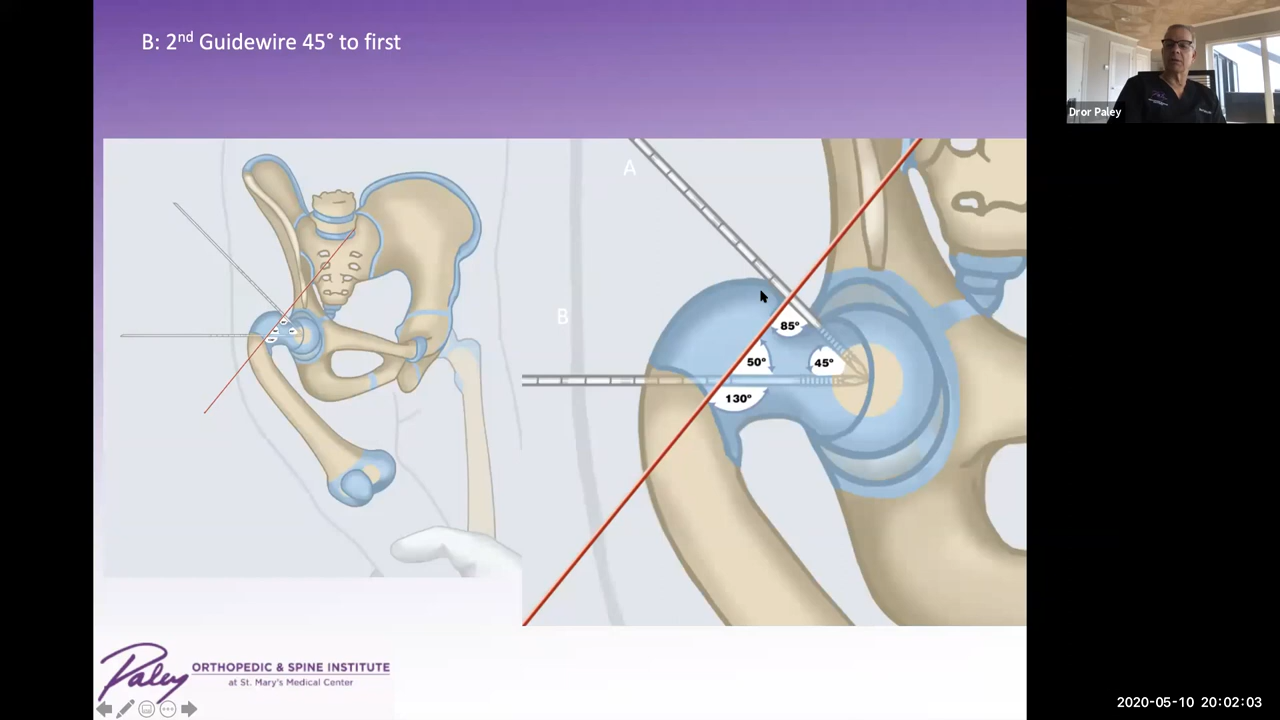 B: 2nd Guidewire 45° to first
Dror Paley
A
B
85°
50°
45°
130°
Paley
ORTHOPEDIC & SPINE INSTITUTE
at St. Mary's Medical Center
2020-05-10 20:02:03